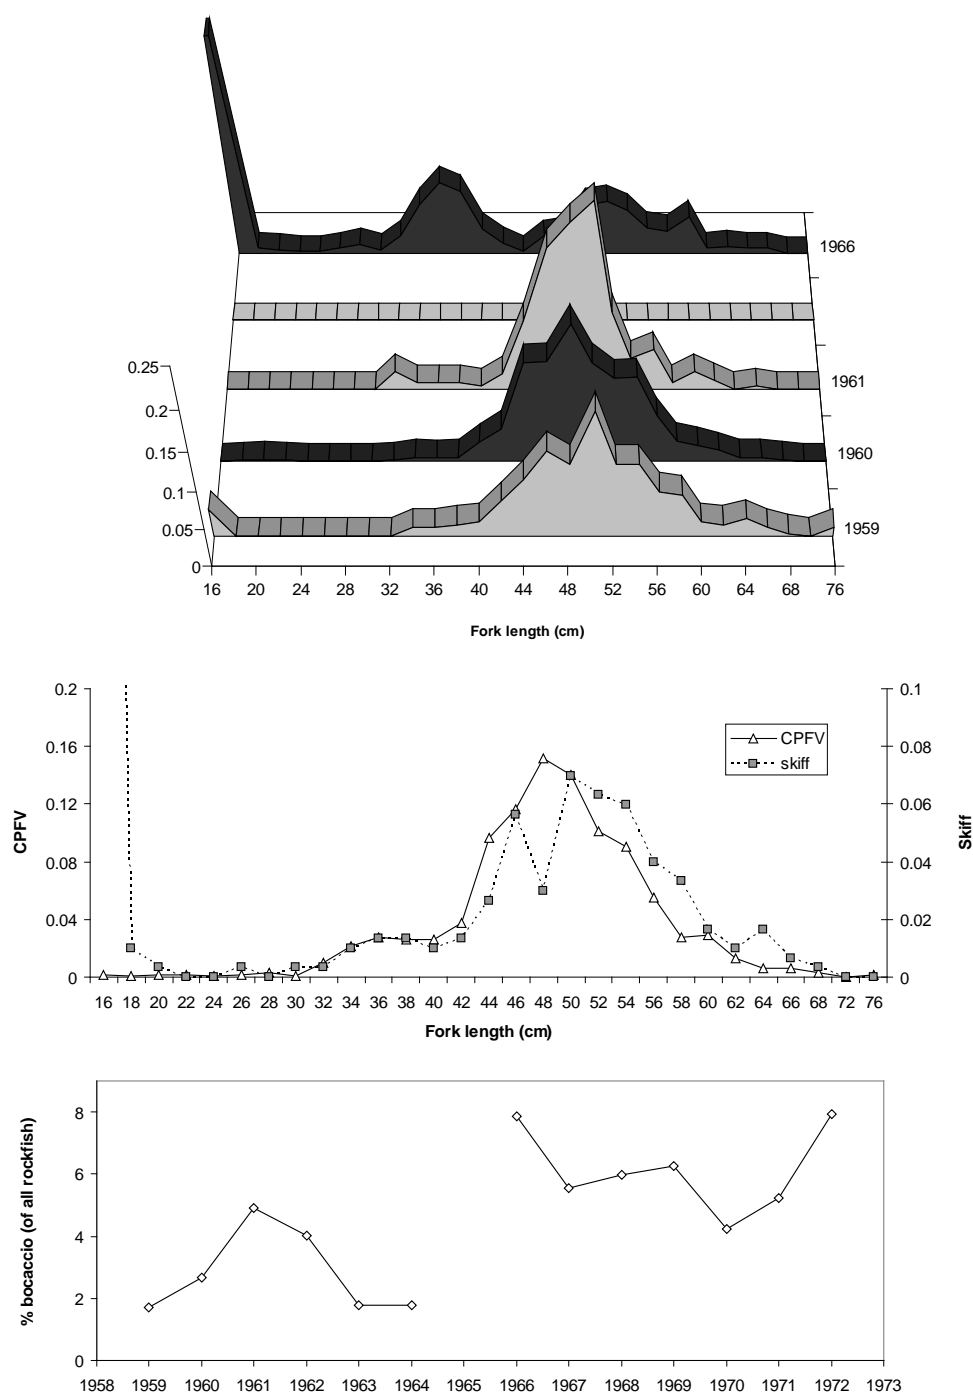 1966
0.25
1961
0.2
0.15
1960
0.1
0.05
1959
0
16 20 24 28 32 36 40 44 48 52 56 60 64 68 76
Fork length (cm)
0.2 0.1
0.16 0.08
CPFV
skiff
0.12 0.06
CPFV
Skiff
0.08 0.04
0.04 0.02
0 0
16 18 20 22 24 26 28 30 32 34 36 38 40 42 44 46 48 50 52 54 56 58 60 62 64 66 68 72 76
Fork length (cm)
% bocaccio (of all rockfish)
8
6
4
2
0
1958 1959 1960 1961 1962 1963 1964 1965 1966 1967 1968 1969 1970 1971 1972 1973